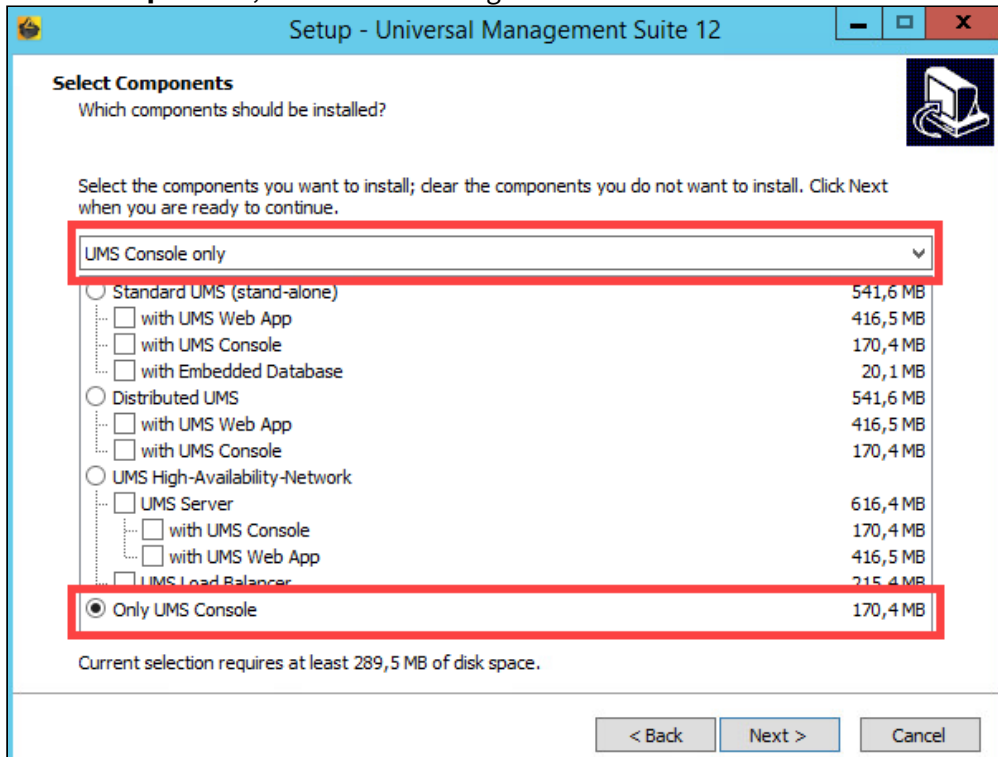 Setup - Universal Management Suite 12
Select Components
Which components should be installed?
Select the components you want to install; clear the components you do not want to install. Click Next
when you are ready to continue.
UMS Console only
Standard UMS (stand-alone) 541,6 MB
with UMS Web App 416,5 MB
with UMS Console 170,4 MB
with Embedded Database 20,1 MB
Distributed UMS 541,6 MB
with UMS Web App 416,5 MB
with UMS Console 170,4 MB
UMS High-Availability-Network
UMS Server 616,4 MB
with UMS Console 170,4 MB
with UMS Web App 416,5 MB
UMS Load Balancer 215,4 MB
Only UMS Console 170,4 MB
Current selection requires at least 289,5 MB of disk space.
< Back Next > Cancel